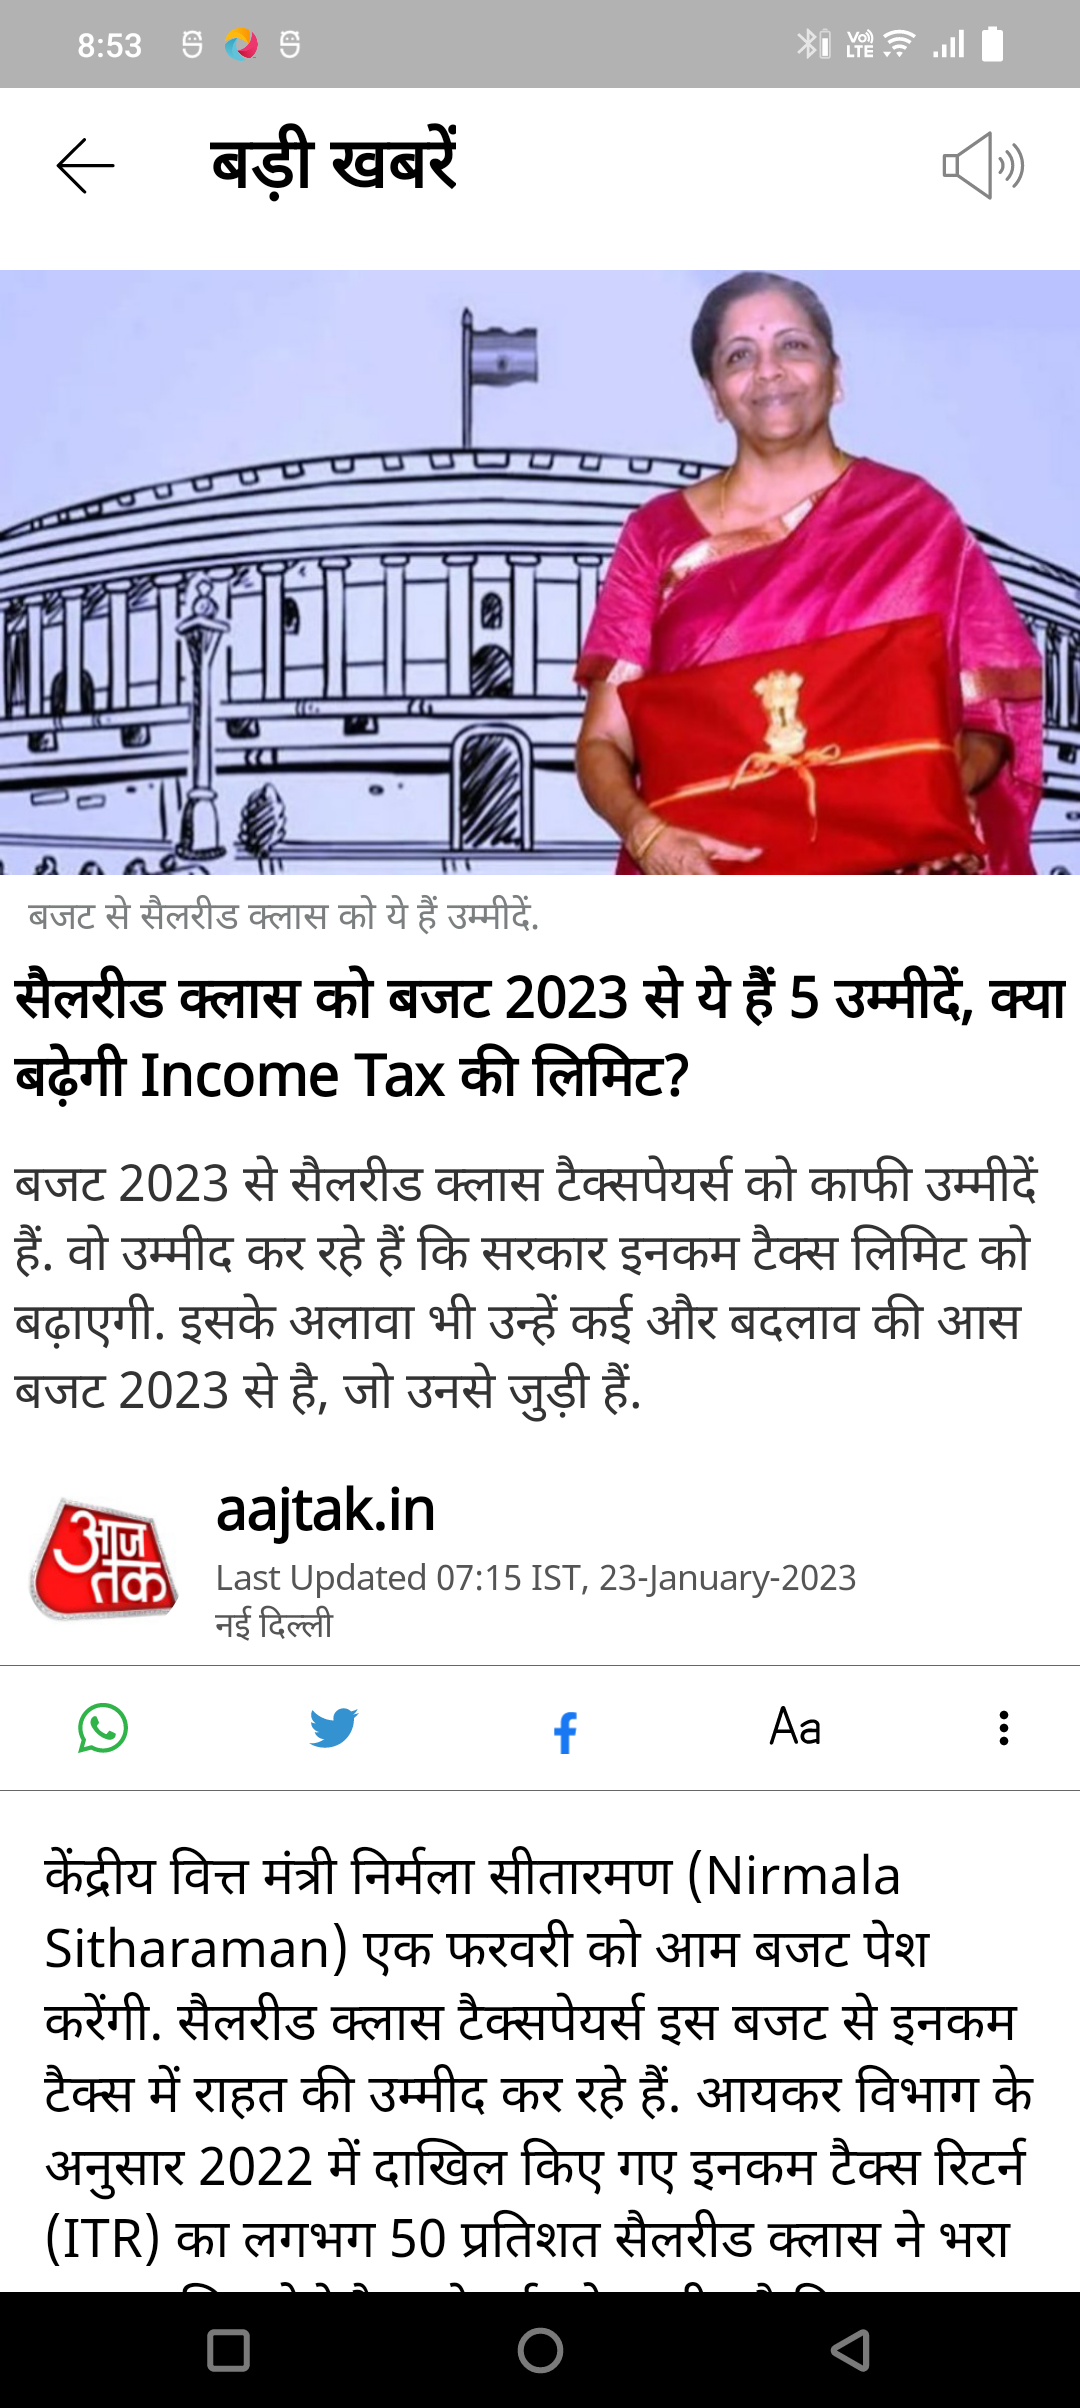 8:53
Vo)) LTE
बड़ी खबरें
बजट से सैलरीड क्लास को ये हैं उम्मीदें.
सैलरीड क्लास को बजट 2023 से ये हैं 5 उम्मीदें, क्या
बढ़ेगी Income Tax की लिमिट?
बजट 2023 से सैलरीड क्लास टैक्सपेयर्स को काफी उम्मीदें
हैं. वो उम्मीद कर रहे हैं कि सरकार इनकम टैक्स लिमिट को
बढ़ाएगी. इसके अलावा भी उन्हें कई और बदलाव की आस
बजट 2023 से है, जो उनसे जुड़ी हैं.
आज
तक
aajtak.in
Last Updated 07:15 IST, 23-January-2023
नई दिल्ली
Aa
केंद्रीय वित्त मंत्री निर्मला सीतारमण (Nirmala
Sitharaman) एक फरवरी को आम बजट पेश
करेंगी. सैलरीड क्लास टैक्सपेयर्स इस बजट से इनकम
टैक्स में राहत की उम्मीद कर रहे हैं. आयकर विभाग के
अनुसार 2022 में दाखिल किए गए इनकम टैक्स रिटर्न
(ITR) का लगभग 50 प्रतिशत सैलरीड क्लास ने भरा